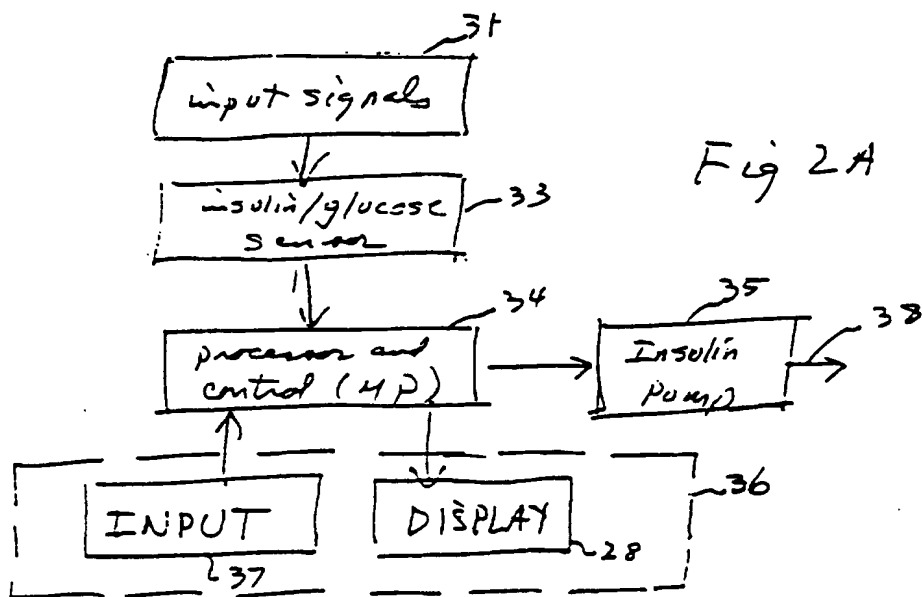 31
input signals
Fig 2A
insulin/glucose
sensor
33
34
processor and
control (MP)
35
Insulin
Pump
38
36
INPUT
DISPLAY
37
28